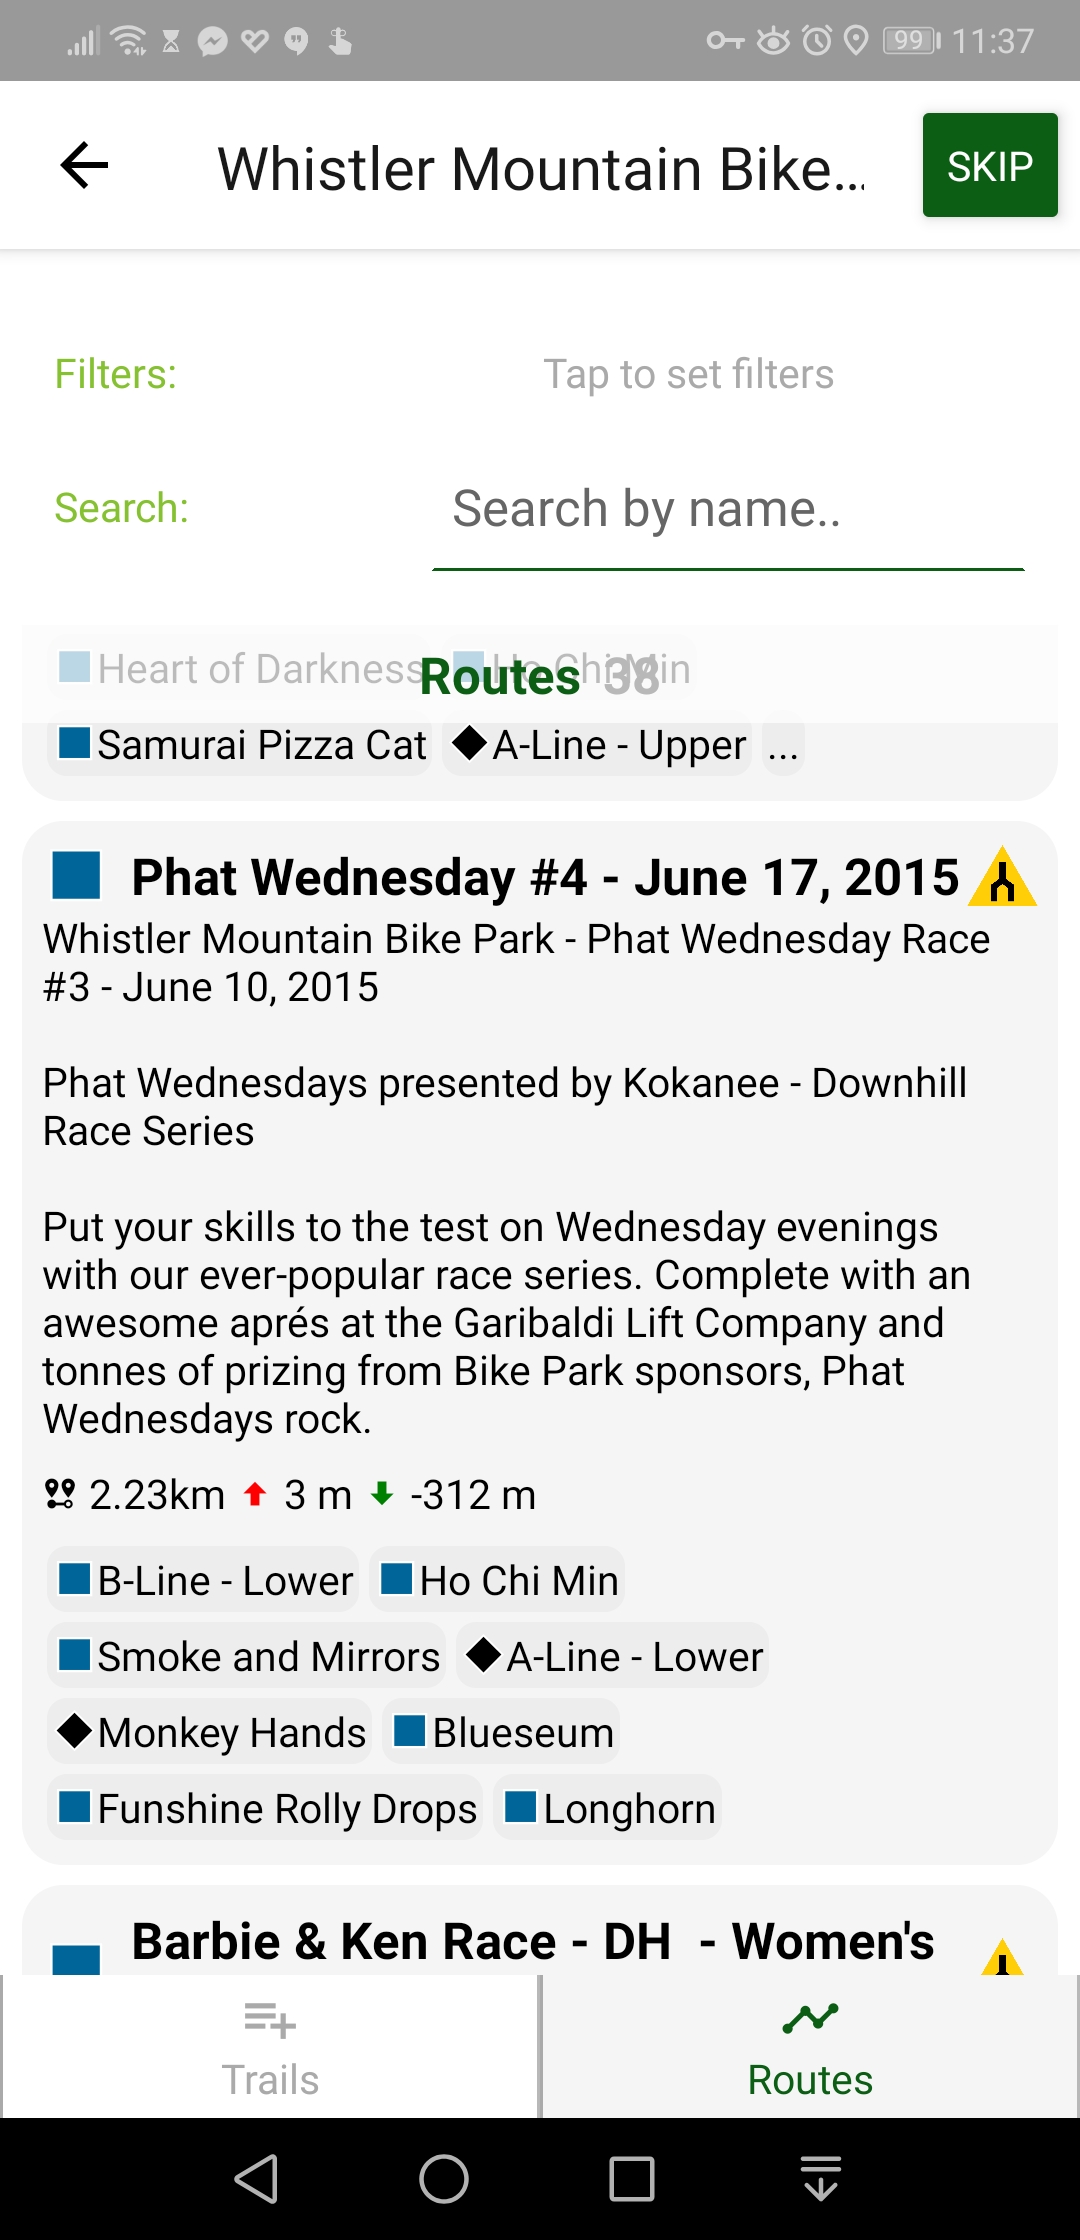 99 11:37
Whistler Mountain Bike... SKIP
Filters: Tap to set filters
Search: Search by name..
Heart of Darkness Ho Chi Min
Routes 38
Samurai Pizza Cat A-Line - Upper ...
Phat Wednesday #4 - June 17, 2015
Whistler Mountain Bike Park - Phat Wednesday Race
#3 - June 10, 2015
Phat Wednesdays presented by Kokanee - Downhill
Race Series
Put your skills to the test on Wednesday evenings
with our ever-popular race series. Complete with an
awesome aprés at the Garibaldi Lift Company and
tonnes of prizing from Bike Park sponsors, Phat
Wednesdays rock.
2.23km 3 m -312 m
B-Line - Lower Ho Chi Min
Smoke and Mirrors A-Line - Lower
Monkey Hands Blueseum
Funshine Rolly Drops Longhorn
Barbie & Ken Race - DH - Women's
Trails Routes